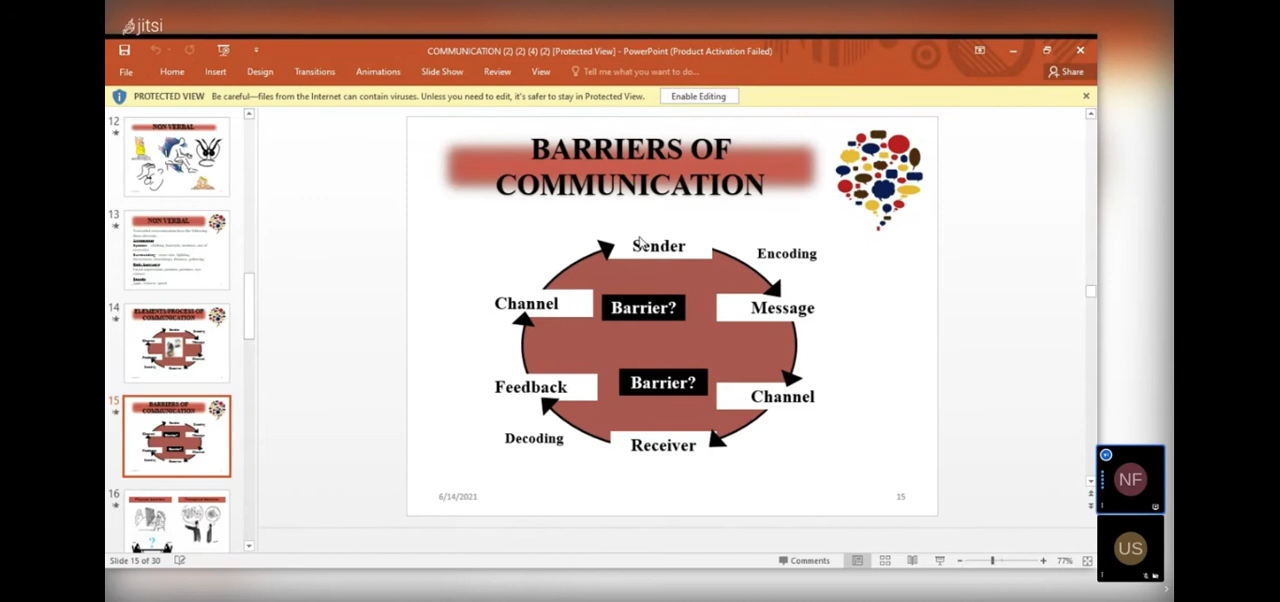 jitsi
COMMUNICATION (2) (2) (4) (2) [Protected View] - PowerPoint (Product Activation Failed)
File Home Insert Design Transitions Animations Slide Show Review View Tell me what you want to do... Share
PROTECTED VIEW Be careful—files from the Internet can contain viruses. Unless you need to edit, it's safer to stay in Protected View. Enable Editing
12
NON VERBAL
13
NON VERBAL
14
ELEMENTS/PROCESS OF
COMMUNICATION
15
BARRIERS OF
COMMUNICATION
16
BARRIERS OF
COMMUNICATION
Sender
Encoding
Channel
Barrier?
Message
Feedback
Barrier?
Channel
Decoding
Receiver
6/14/2021
15
NF
US
Slide 15 of 30
Comments
77%